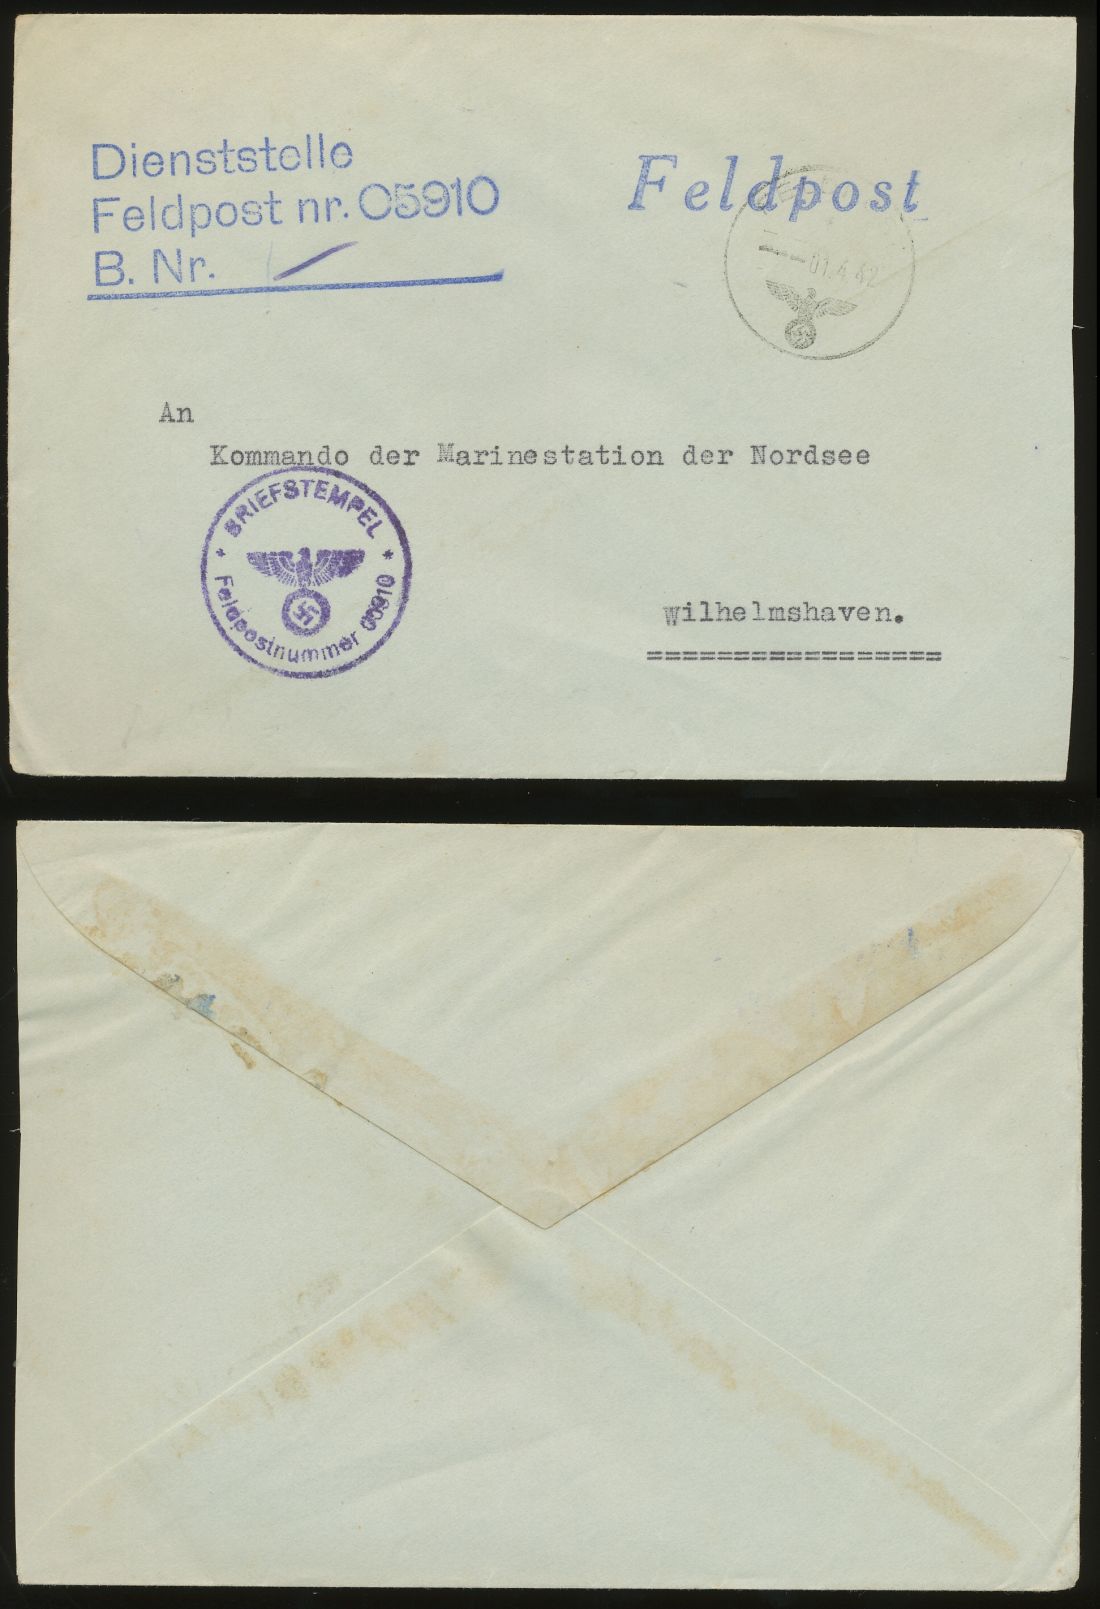 Dienststelle
Feldpost nr. 05910
B. Nr.
Feldpost
01.4.42
An
Kommando der Marinestation der Nordsee
BRIEFSTEMPEL
Feldpostnummer 05910
Wilhelmshaven.